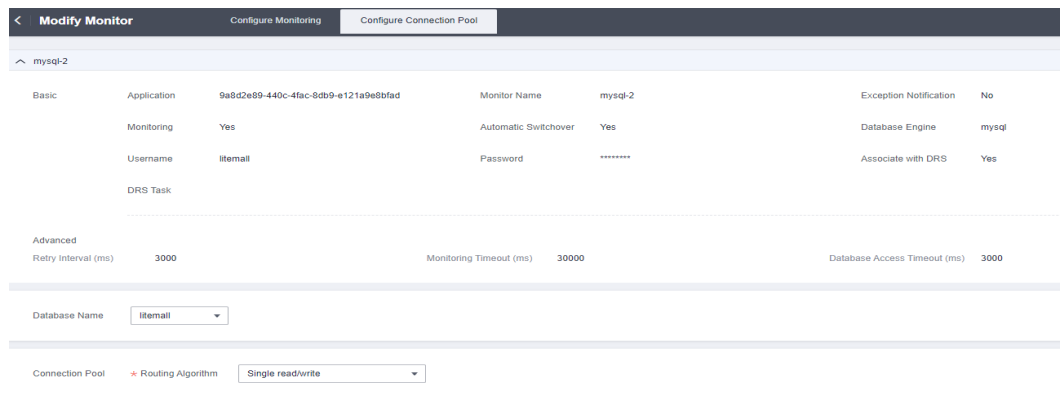 Modify Monitor Configure Monitoring Configure Connection Pool
mysql-2
Basic Application 9a8d2e89-440c-4fac-8db9-e121a9e8bfad Monitor Name mysql-2 Exception Notification No
Monitoring Yes Automatic Switchover Yes Database Engine mysql
Username litemall Password ******** Associate with DRS Yes
DRS Task
Advanced
Retry Interval (ms) 3000 Monitoring Timeout (ms) 30000 Database Access Timeout (ms) 3000
Database Name litemall
Connection Pool * Routing Algorithm Single read/write